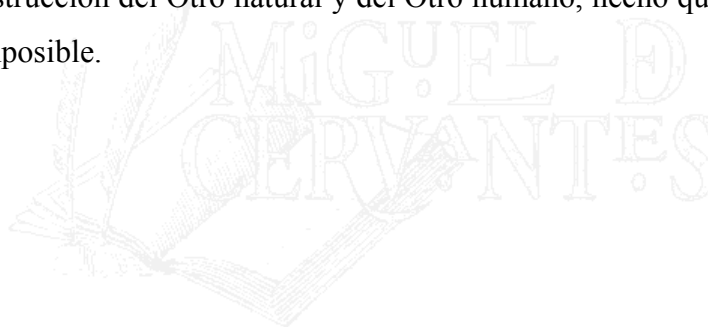 strucción del Otro natural y del Otro humano, hecho qu
posible.
MiGUEL D
CERVANTES